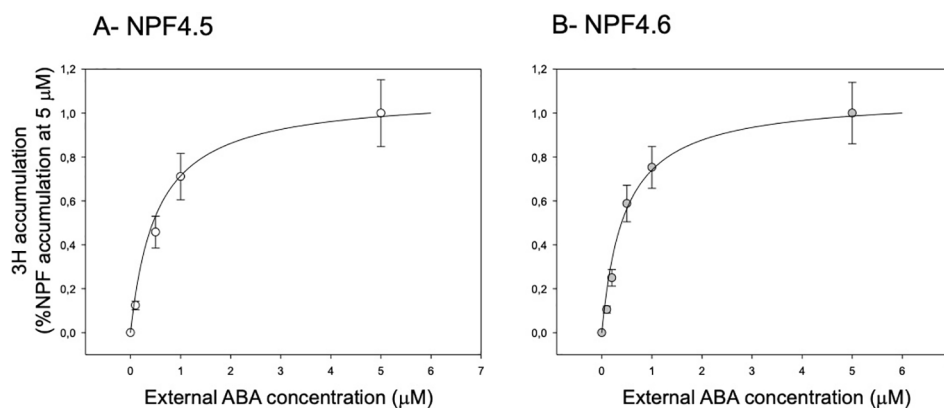 A- NPF4.5
B- NPF4.6
3H accumulation
(%NPF accumulation at 5 μM)
1,2
1,0
0,8
0,6
0,4
0,2
0,0
0 1 2 3 4 5 6 7
External ABA concentration (μM)
1,2
1,0
0,8
0,6
0,4
0,2
0,0
0 1 2 3 4 5 6
External ABA concentration (μM)